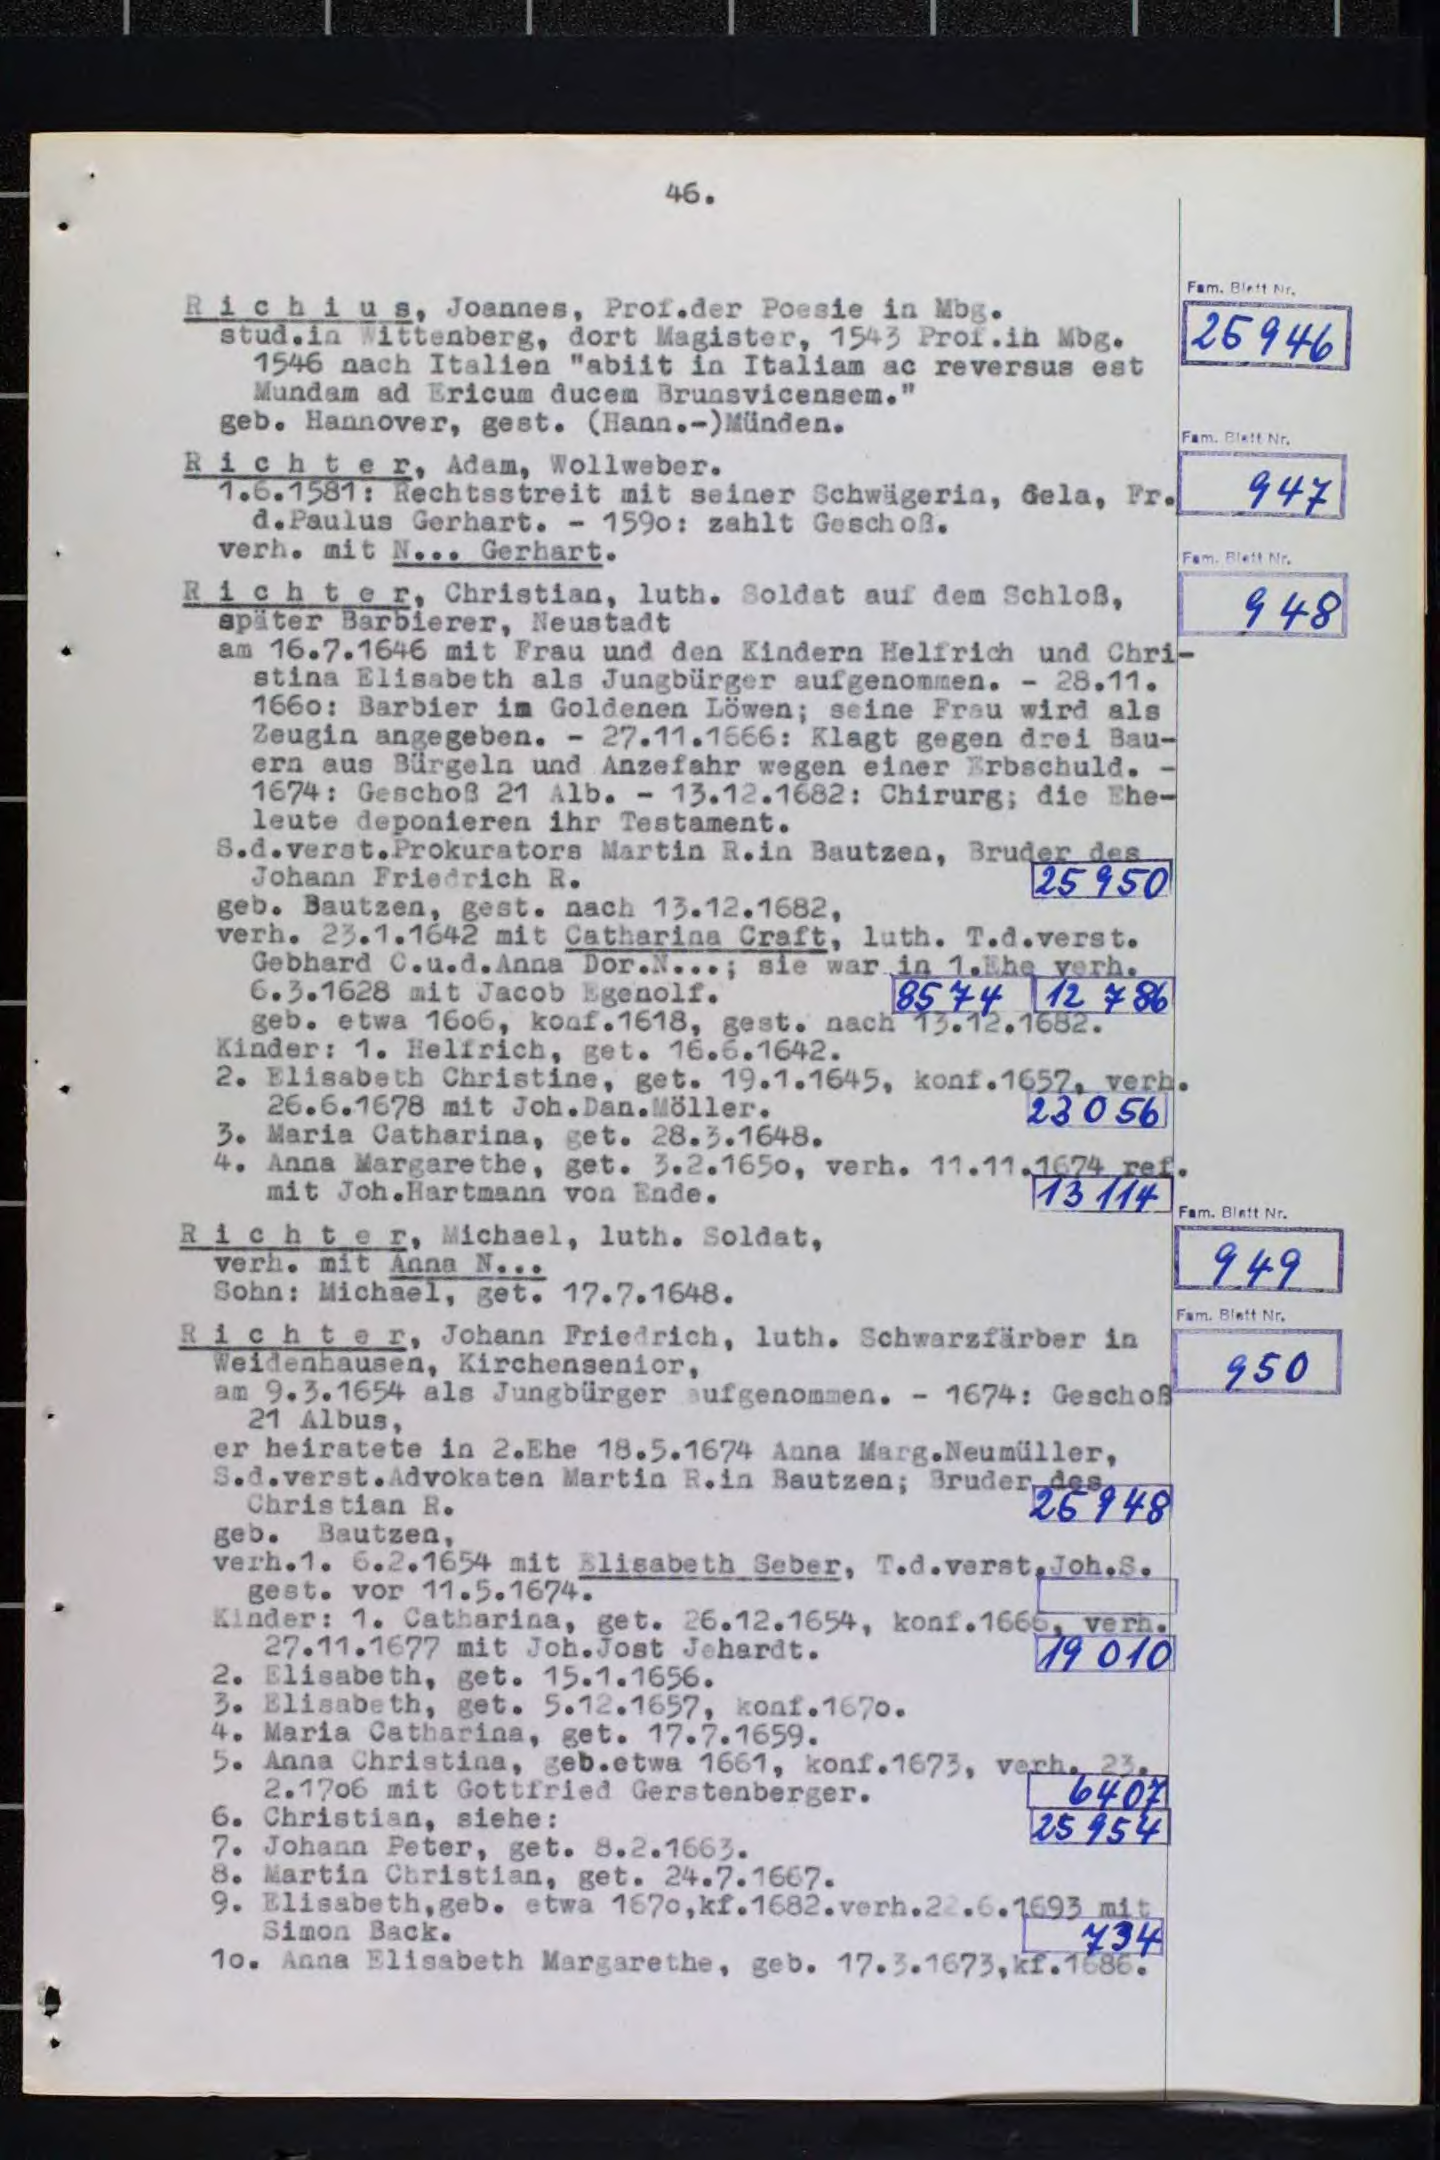 46.
Fam. Blatt Nr.
R i c h i u s, Joannes, Prof.der Poesie in Mbg.
25946
stud.in Wittenberg, dort Magister, 1543 Prof.in Mbg.
1546 nach Italien "abiit in Italiam ac reversus est
Mundam ad Ericum ducem Brunsvicensem."
geb. Hannover, gest. (Hann.-)Münden.
Fam. Blatt Nr.
R i c h t e r, Adam, Wollweber.
947
1.6.1581: Rechtsstreit mit seiner Schwägerin, Gela, Fr.
d.Paulus Gerhart. - 159o: zahlt Geschoß.
verh. mit N... Gerhart.
Fam. Blatt Nr.
R i c h t e r, Christian, luth. Soldat auf dem Schloß,
948
später Barbierer, Neustadt
am 16.7.1646 mit Frau und den Kindern Helfrich und Chri-
stina Elisabeth als Jungbürger aufgenommen. - 28.11.
166o: Barbier im Goldenen Löwen; seine Frau wird als
Zeugin angegeben. - 27.11.1666: Klagt gegen drei Bau-
ern aus Bürgeln und Anzefahr wegen einer Erbschuld. -
1674: Geschoß 21 Alb. - 13.12.1682: Chirurg; die Ehe-
leute deponieren ihr Testament.
S.d.verst.Prokurators Martin R.in Bautzen, Bruder des
Johann Friedrich R. 25950
geb. Bautzen, gest. nach 13.12.1682,
verh. 23.1.1642 mit Catharina Craft, luth. T.d.verst.
Gebhard C.u.d.Anna Dor.N...; sie war in 1.Ehe verh.
6.3.1628 mit Jacob Egenolf. 8574 12786
geb. etwa 16o6, konf.1618, gest. nach 13.12.1682.
Kinder: 1. Helfrich, get. 16.6.1642.
2. Elisabeth Christine, get. 19.1.1645, konf.1657, verh.
26.6.1678 mit Joh.Dan.Möller. 23056
3. Maria Catharina, get. 28.3.1648.
4. Anna Margarethe, get. 3.2.165o, verh. 11.11.1674 ref.
mit Joh.Hartmann von Ende. 13114
Fam. Blatt Nr.
R i c h t e r, Michael, luth. Soldat,
949
verh. mit Anna N...
Sohn: Michael, get. 17.7.1648.
Fam. Blatt Nr.
R i c h t e r, Johann Friedrich, luth. Schwarzfärber in
950
Weidenhausen, Kirchensenior,
am 9.3.1654 als Jungbürger aufgenommen. - 1674: Geschoß
21 Albus,
er heiratete in 2.Ehe 18.5.1674 Anna Marg.Neumüller,
S.d.verst.Advokaten Martin R.in Bautzen; Bruder des
Christian R. 25948
geb. Bautzen,
verh.1. 6.2.1654 mit Elisabeth Seber, T.d.verst.Joh.S.
gest. vor 11.5.1674.
Kinder: 1. Catharina, get. 26.12.1654, konf.1666, verh.
27.11.1677 mit Joh.Jost Jehardt. 19010
2. Elisabeth, get. 15.1.1656.
3. Elisabeth, get. 5.12.1657, konf.167o.
4. Maria Catharina, get. 17.7.1659.
5. Anna Christina, geb.etwa 1661, konf.1673, verh. 23.
2.17o6 mit Gottfried Gerstenberger. 6407
6. Christian, siehe: 25954
7. Johann Peter, get. 8.2.1663.
8. Martin Christian, get. 24.7.1667.
9. Elisabeth,geb. etwa 167o,kf.1682.verh.22.6.1693 mit
Simon Back. 734
1o. Anna Elisabeth Margarethe, geb. 17.3.1673,kf.1686.